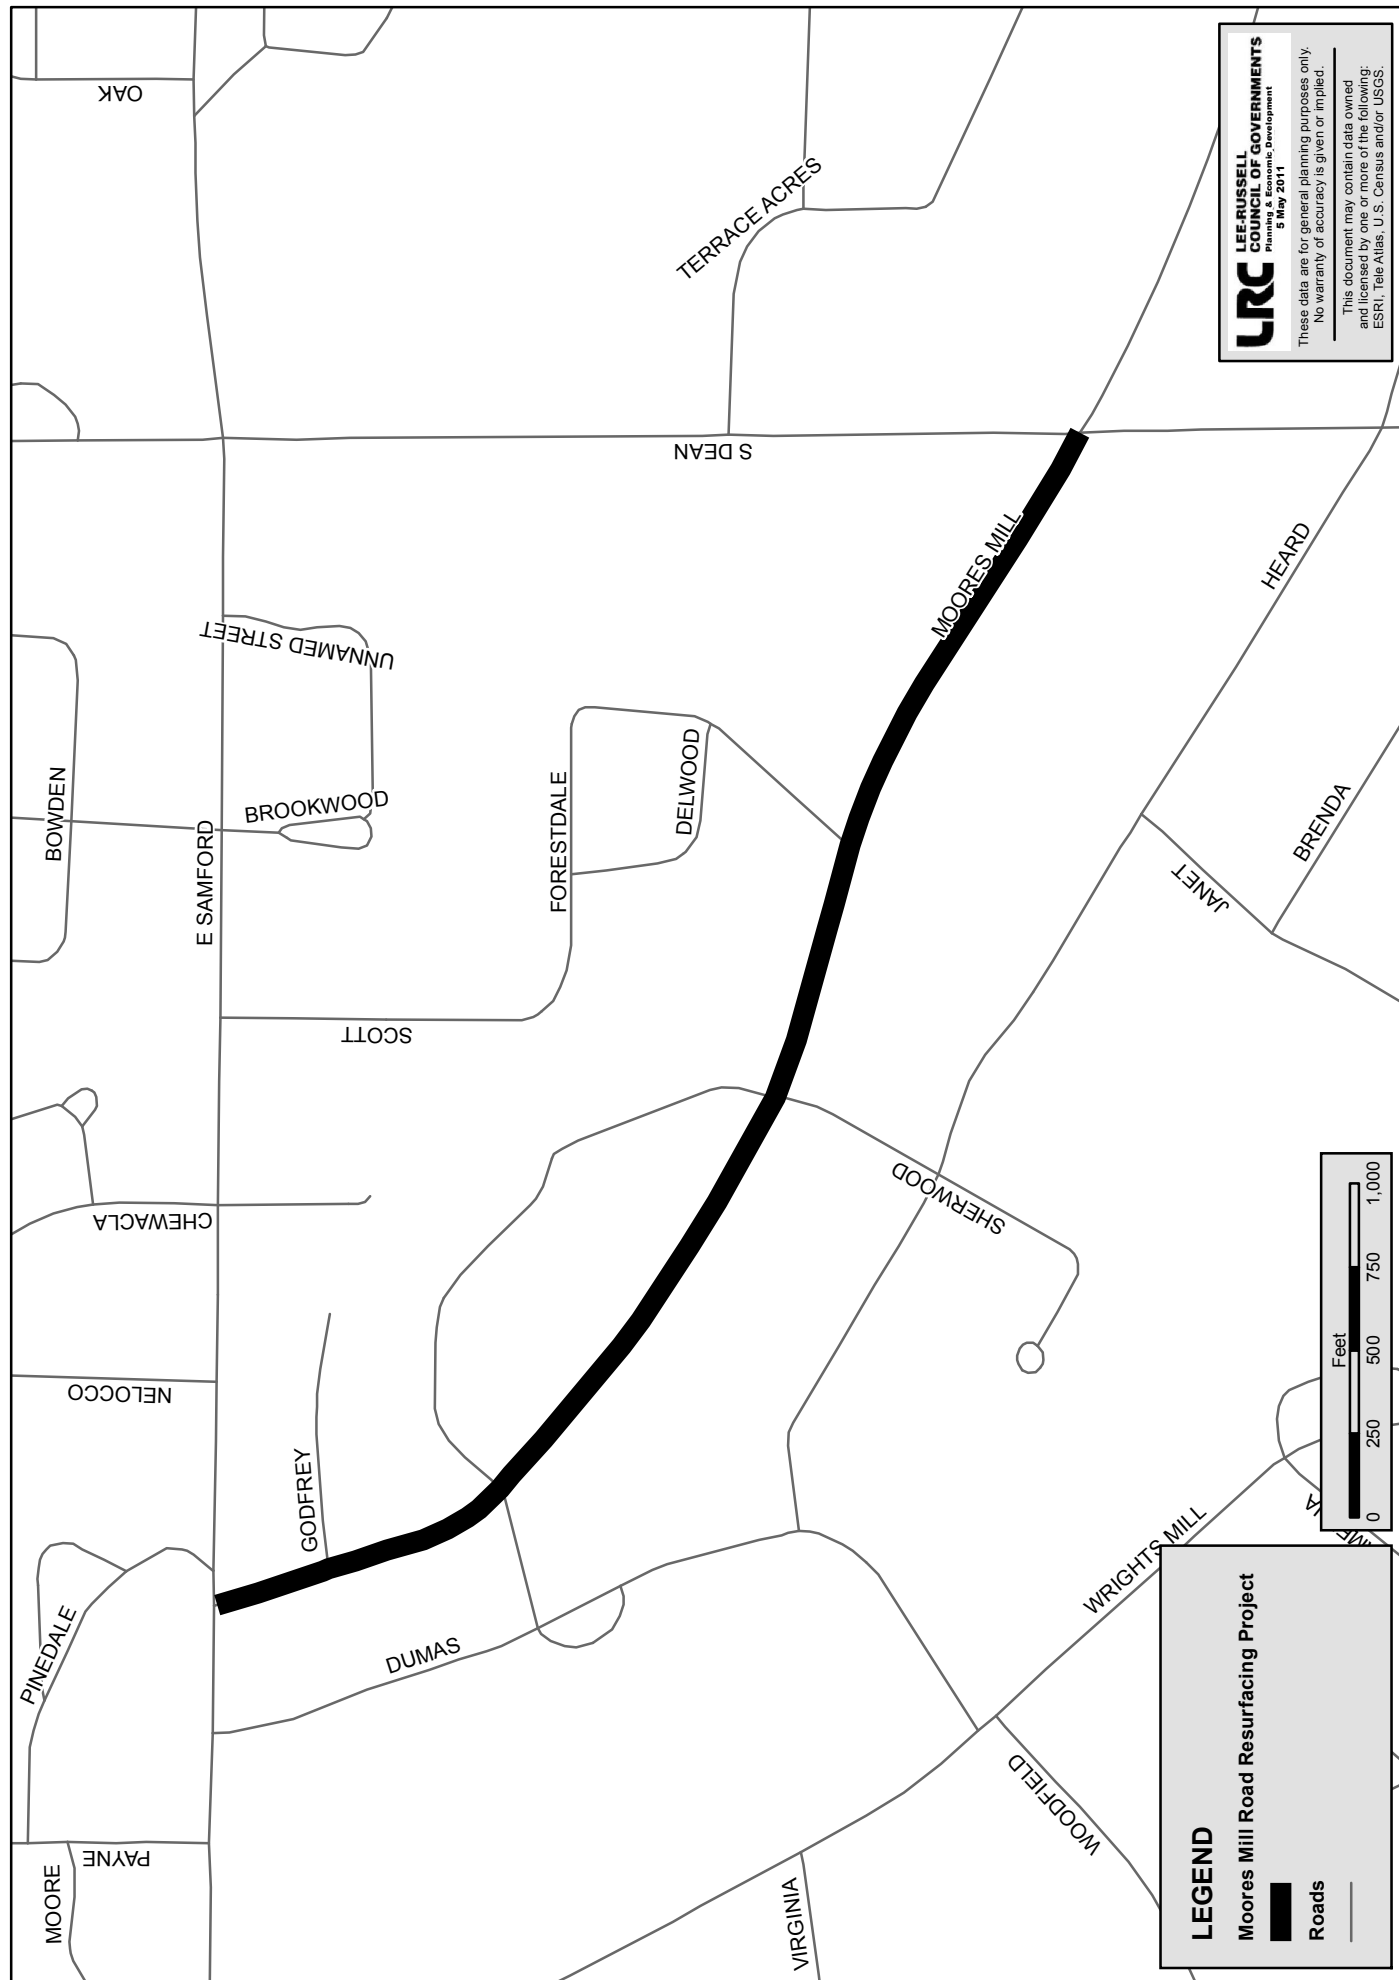 OAK
TERRACE ACRES
S DEAN
MOORES MILL
HEARD
UNNAMED STREET
BOWDEN
BROOKWOOD
E SAMFORD
FORESTDALE
DELWOOD
BRENDA
JANET
SCOTT
CHEWACLA
SHERWOOD
NELOCCO
GODFREY
PINEDALE
DUMAS
WRIGHTS MILL
WOODFIELD
PAYNE
MOORE
VIRGINIA
LRC
LEE-RUSSELL
COUNCIL OF GOVERNMENTS
Planning & Economic Development
5 May 2011
These data are for general planning purposes only.
No warranty of accuracy is given or implied.
This document may contain data owned
and licensed by one or more of the following:
ESRI, Tele Atlas, U.S. Census and/or USGS.
Feet
0 250 500 750 1,000
LEGEND
Moores Mill Road Resurfacing Project
Roads